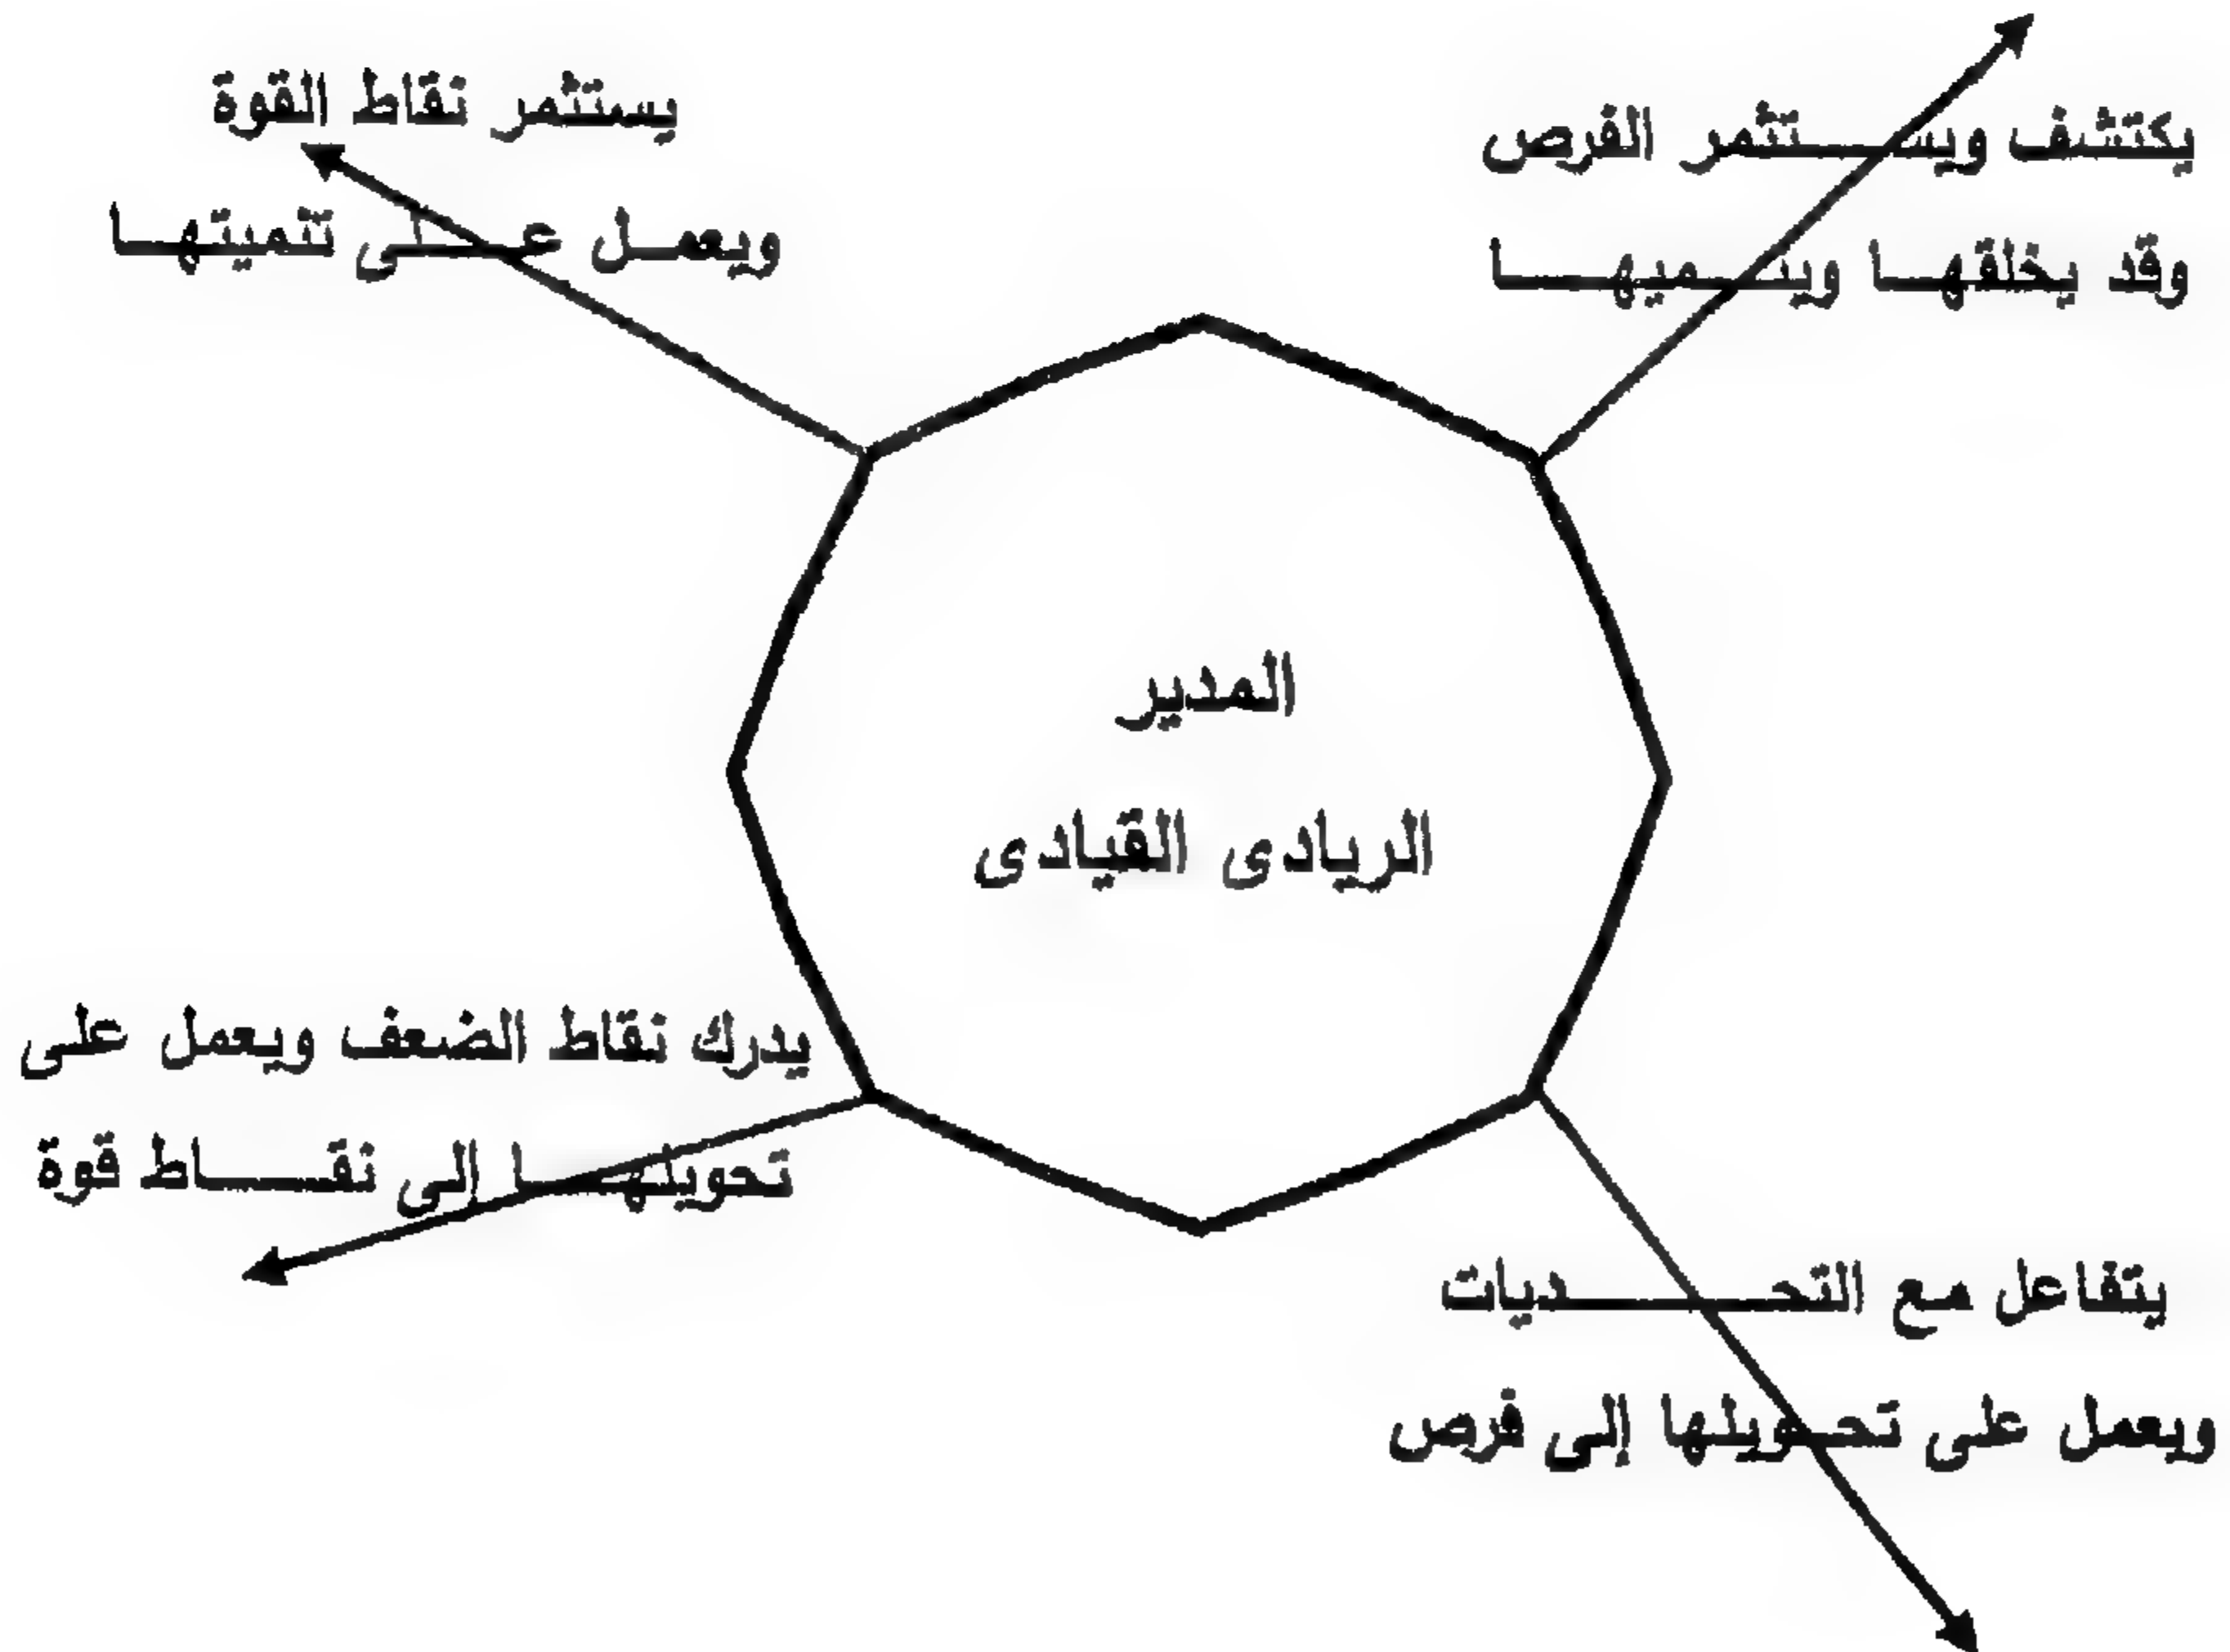 يكتشف ويستثمر الفرص
وقد يخلقها ويسميها
يستثمر نقاط القوة
ويعمل على تنميتها
المدير
الريادى القيادى
يدرك نقاط الضعف ويعمل على
تحويلها إلى نقاط قوة
يتفاعل مع التحديات
ويعمل على تحويلها إلى فرص